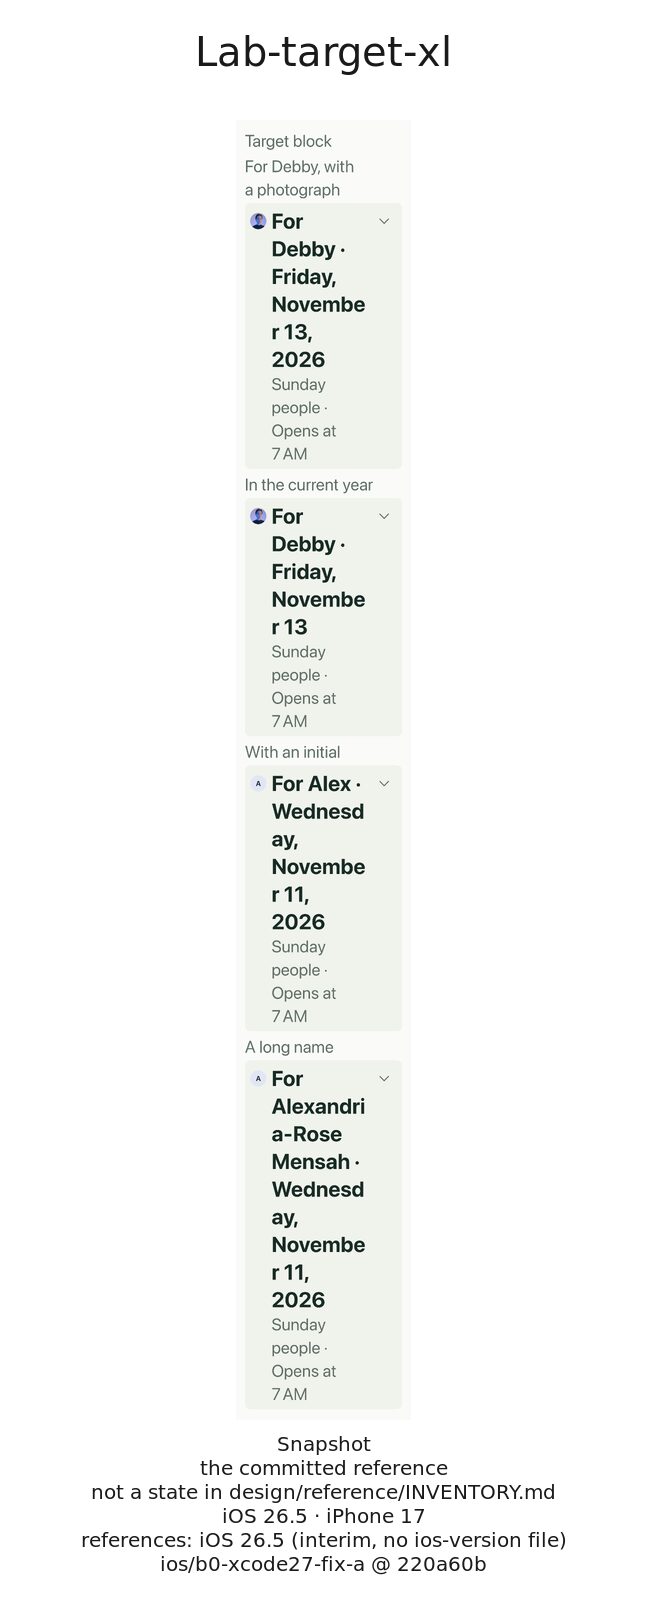 Lab-target-xl
Target block
For Debby, with
a photograph
For
Debby ·
Friday,
Novembe
r 13,
2026
Sunday
people ·
Opens at
7 AM
In the current year
For
Debby ·
Friday,
Novembe
r 13
Sunday
people ·
Opens at
7 AM
With an initial
A
For Alex ·
Wednesd
ay,
Novembe
r 11,
2026
Sunday
people ·
Opens at
7 AM
A long name
A
For
Alexandri
a-Rose
Mensah ·
Wednesd
ay,
Novembe
r 11,
2026
Sunday
people ·
Opens at
7 AM
Snapshot
the committed reference
not a state in design/reference/INVENTORY.md
iOS 26.5 · iPhone 17
references: iOS 26.5 (interim, no ios-version file)
ios/b0-xcode27-fix-a @ 220a60b